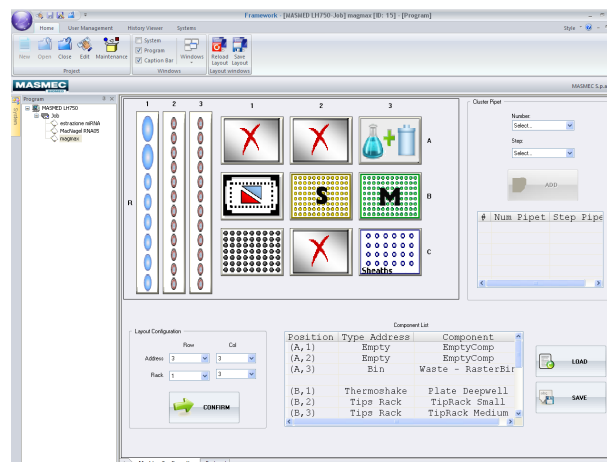 Framework - [MASMED LH750-Job] magmax [ID: 15] - [Program]
Home User Management History Viewer Systems
Style
New Open Close Edit Maintenance
Project
System
Program
Caption Bar
Windows
Windows
Reload Layout
Save Layout
Layout windows
MASMEC
MASMEC S.p.a
System
Program
MASMED LH750
Job
estrazione miRNA
MacNagel RNA05
magmax
1 2 3
1 2 3
R
A
B
C
S
M
Sheaths
Cluster Pipet
Number:
Select...
Step:
Select...
ADD
# Num Pipet Step Pipe
Layout Configuration
Row Col
Address 3 3
Rack 1 3
CONFIRM
Component List
Position Type Address Component
(A,1) Empty EmptyComp
(A,2) Empty EmptyComp
(A,3) Bin Waste - RasterBin
(B,1) Thermoshake Plate Deepwell
(B,2) Tips Rack TipRack Small
(B,3) Tips Rack TipRack Medium
LOAD
SAVE